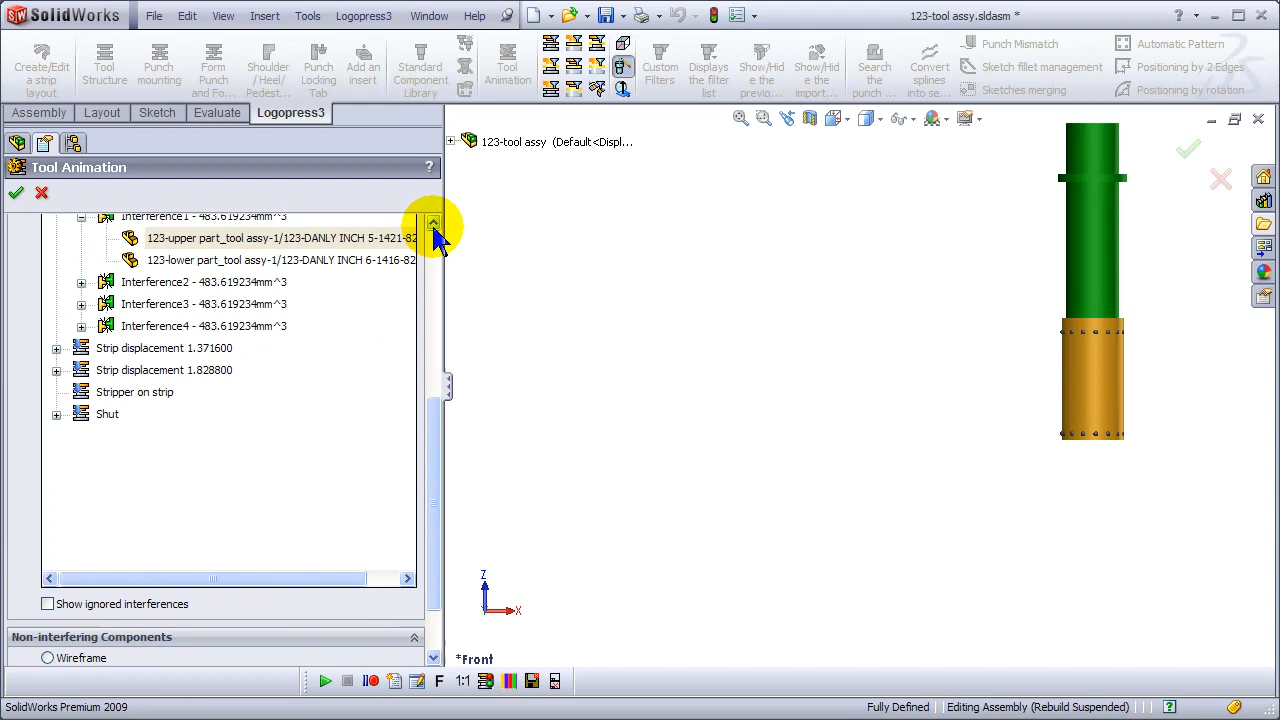 SolidWorks File Edit View Insert Tools Logopress3 Window Help 123-tool assy.sldasm *
Create/Edit a strip layout
Tool Structure
Punch mounting
Form Punch and Fo...
Shoulder /Heel/ Pedest...
Punch Locking Tab
Add an insert
Standard Component Library
Tool Animation
Custom Filters
Displays the filter list
Show/Hide the previo...
Show/Hide the import...
Search the punch ...
Convert splines into se...
Punch Mismatch
Sketch fillet management
Sketches merging
Automatic Pattern
Positioning by 2 Edges
Positioning by rotation
Assembly Layout Sketch Evaluate Logopress3
123-tool assy (Default<Displ...
Tool Animation ?
Interference1 - 483.619234mm^3
123-upper part_tool assy-1/123-DANLY INCH 5-1421-82
123-lower part_tool assy-1/123-DANLY INCH 6-1416-82
Interference2 - 483.619234mm^3
Interference3 - 483.619234mm^3
Interference4 - 483.619234mm^3
Strip displacement 1.371600
Strip displacement 1.828800
Stripper on strip
Shut
Show ignored interferences
Non-interfering Components
Wireframe
Z
X
*Front
F 1:1
SolidWorks Premium 2009 Fully Defined Editing Assembly (Rebuild Suspended) ?